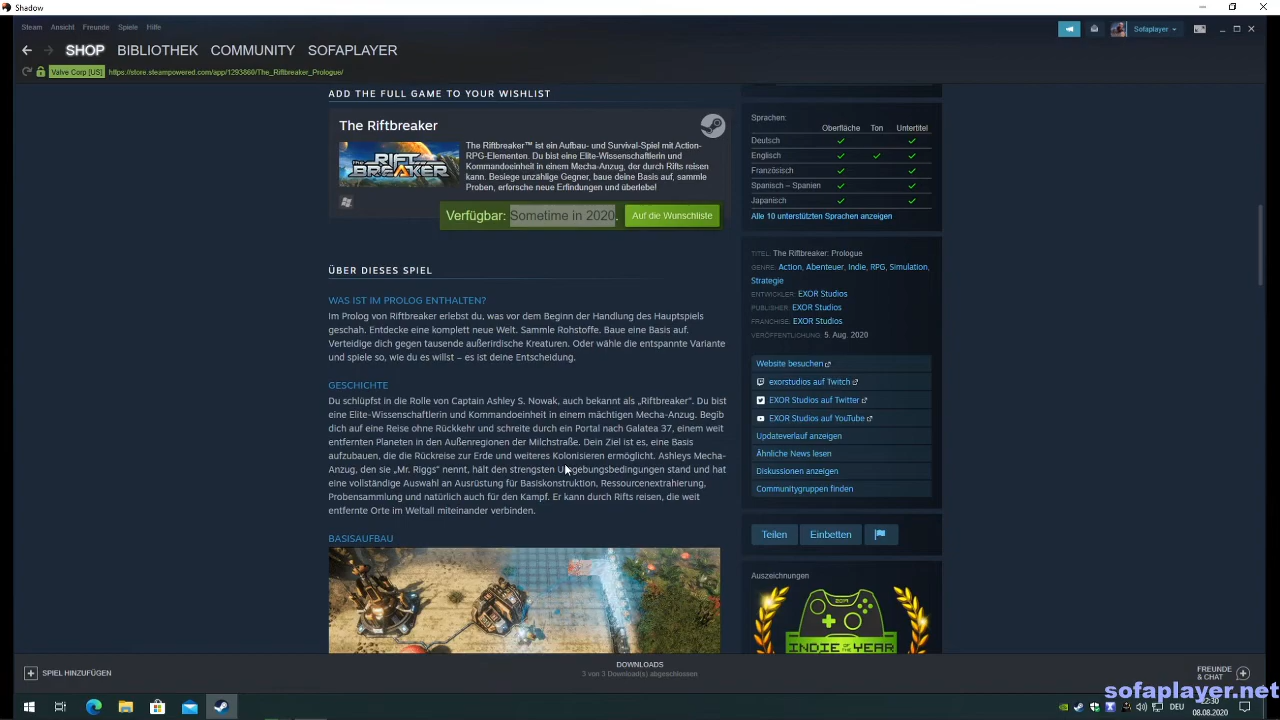 Shadow
Steam Ansicht Freunde Spiele Hilfe
Sofaplayer
SHOP BIBLIOTHEK COMMUNITY SOFAPLAYER
Valve Corp [US] https://store.steampowered.com/app/1293860/The_Riftbreaker_Prologue/
ADD THE FULL GAME TO YOUR WISHLIST
The Riftbreaker
THE RIFT BREAKER
The Riftbreaker™ ist ein Aufbau- und Survival-Spiel mit Action-
RPG-Elementen. Du bist eine Elite-Wissenschaftlerin und
Kommandoeinheit in einem Mecha-Anzug, der durch Rifts reisen
kann. Besiege unzählige Gegner, baue deine Basis auf, sammle
Proben, erforsche neue Erfindungen und überlebe!
Verfügbar: Sometime in 2020. Auf die Wunschliste
ÜBER DIESES SPIEL
WAS IST IM PROLOG ENTHALTEN?
Im Prolog von Riftbreaker erlebst du, was vor dem Beginn der Handlung des Hauptspiels
geschah. Entdecke eine komplett neue Welt. Sammle Rohstoffe. Baue eine Basis auf.
Verteidige dich gegen tausende außerirdische Kreaturen. Oder wähle die entspannte Variante
und spiele so, wie du es willst – es ist deine Entscheidung.
GESCHICHTE
Du schlüpfst in die Rolle von Captain Ashley S. Nowak, auch bekannt als „Riftbreaker". Du bist
eine Elite-Wissenschaftlerin und Kommandoeinheit in einem mächtigen Mecha-Anzug. Begib
dich auf eine Reise ohne Rückkehr und schreite durch ein Portal nach Galatea 37, einem weit
entfernten Planeten in den Außenregionen der Milchstraße. Dein Ziel ist es, eine Basis
aufzubauen, die die Rückreise zur Erde und weiteres Kolonisieren ermöglicht. Ashleys Mecha-
Anzug, den sie „Mr. Riggs" nennt, hält den strengsten Umgebungsbedingungen stand und hat
eine vollständige Auswahl an Ausrüstung für Basiskonstruktion, Ressourcenextrahierung,
Probensammlung und natürlich auch für den Kampf. Er kann durch Rifts reisen, die weit
entfernte Orte im Weltall miteinander verbinden.
BASISAUFBAU
Sprachen:
Oberfläche Ton Untertitel
Deutsch ✓ ✓
Englisch ✓ ✓ ✓
Französisch ✓ ✓
Spanisch – Spanien ✓ ✓
Japanisch ✓ ✓
Alle 10 unterstützten Sprachen anzeigen
TITEL: The Riftbreaker: Prologue
GENRE: Action, Abenteuer, Indie, RPG, Simulation,
Strategie
ENTWICKLER: EXOR Studios
PUBLISHER: EXOR Studios
FRANCHISE: EXOR Studios
VERÖFFENTLICHUNG: 5. Aug. 2020
Website besuchen
exorstudios auf Twitch
EXOR Studios auf Twitter
EXOR Studios auf YouTube
Updateverlauf anzeigen
Ähnliche News lesen
Diskussionen anzeigen
Communitygruppen finden
Teilen Einbetten
Auszeichnungen
2019
INDIE OF THE YEAR
SPIEL HINZUFÜGEN
DOWNLOADS
3 von 3 Download(s) abgeschlossen
FREUNDE
& CHAT
sofaplayer.net
DEU
22:30
08.08.2020